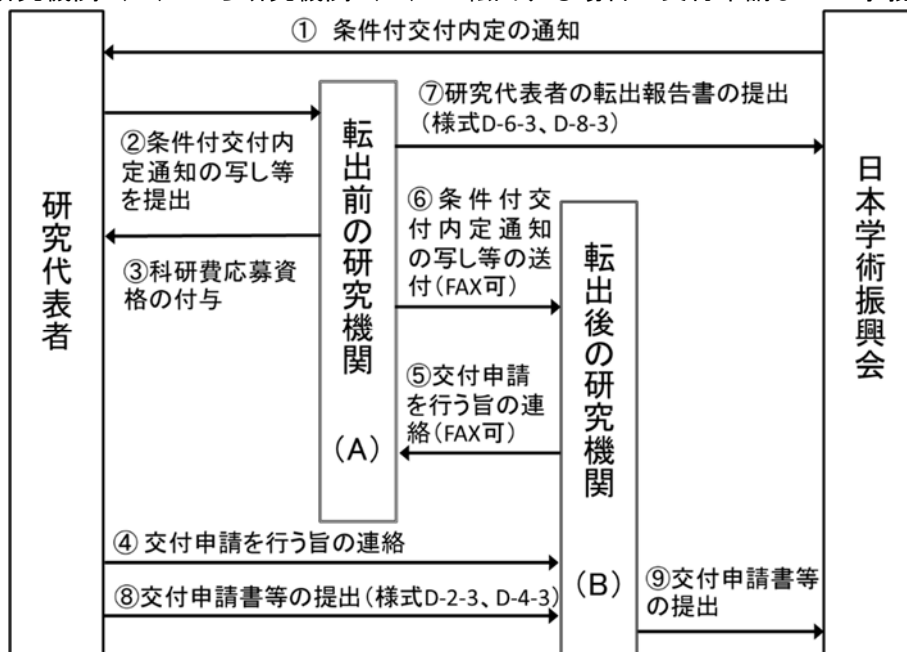 ① 条件付交付内定の通知
研究代表者
②条件付交付内
定通知の写し等
を提出
③科研費応募資
格の付与
転出前の研究機関
(A)
⑦研究代表者の転出報告書の提出
(様式D-6-3、D-8-3)
⑥条件付交
付内定通知
の写し等の送
付(FAX可)
⑤交付申請
を行う旨の連
絡(FAX可)
転出後の研究機関
(B)
日本学術振興会
④ 交付申請を行う旨の連絡
⑧交付申請書等の提出(様式D-2-3、D-4-3)
⑨交付申請書等
の提出